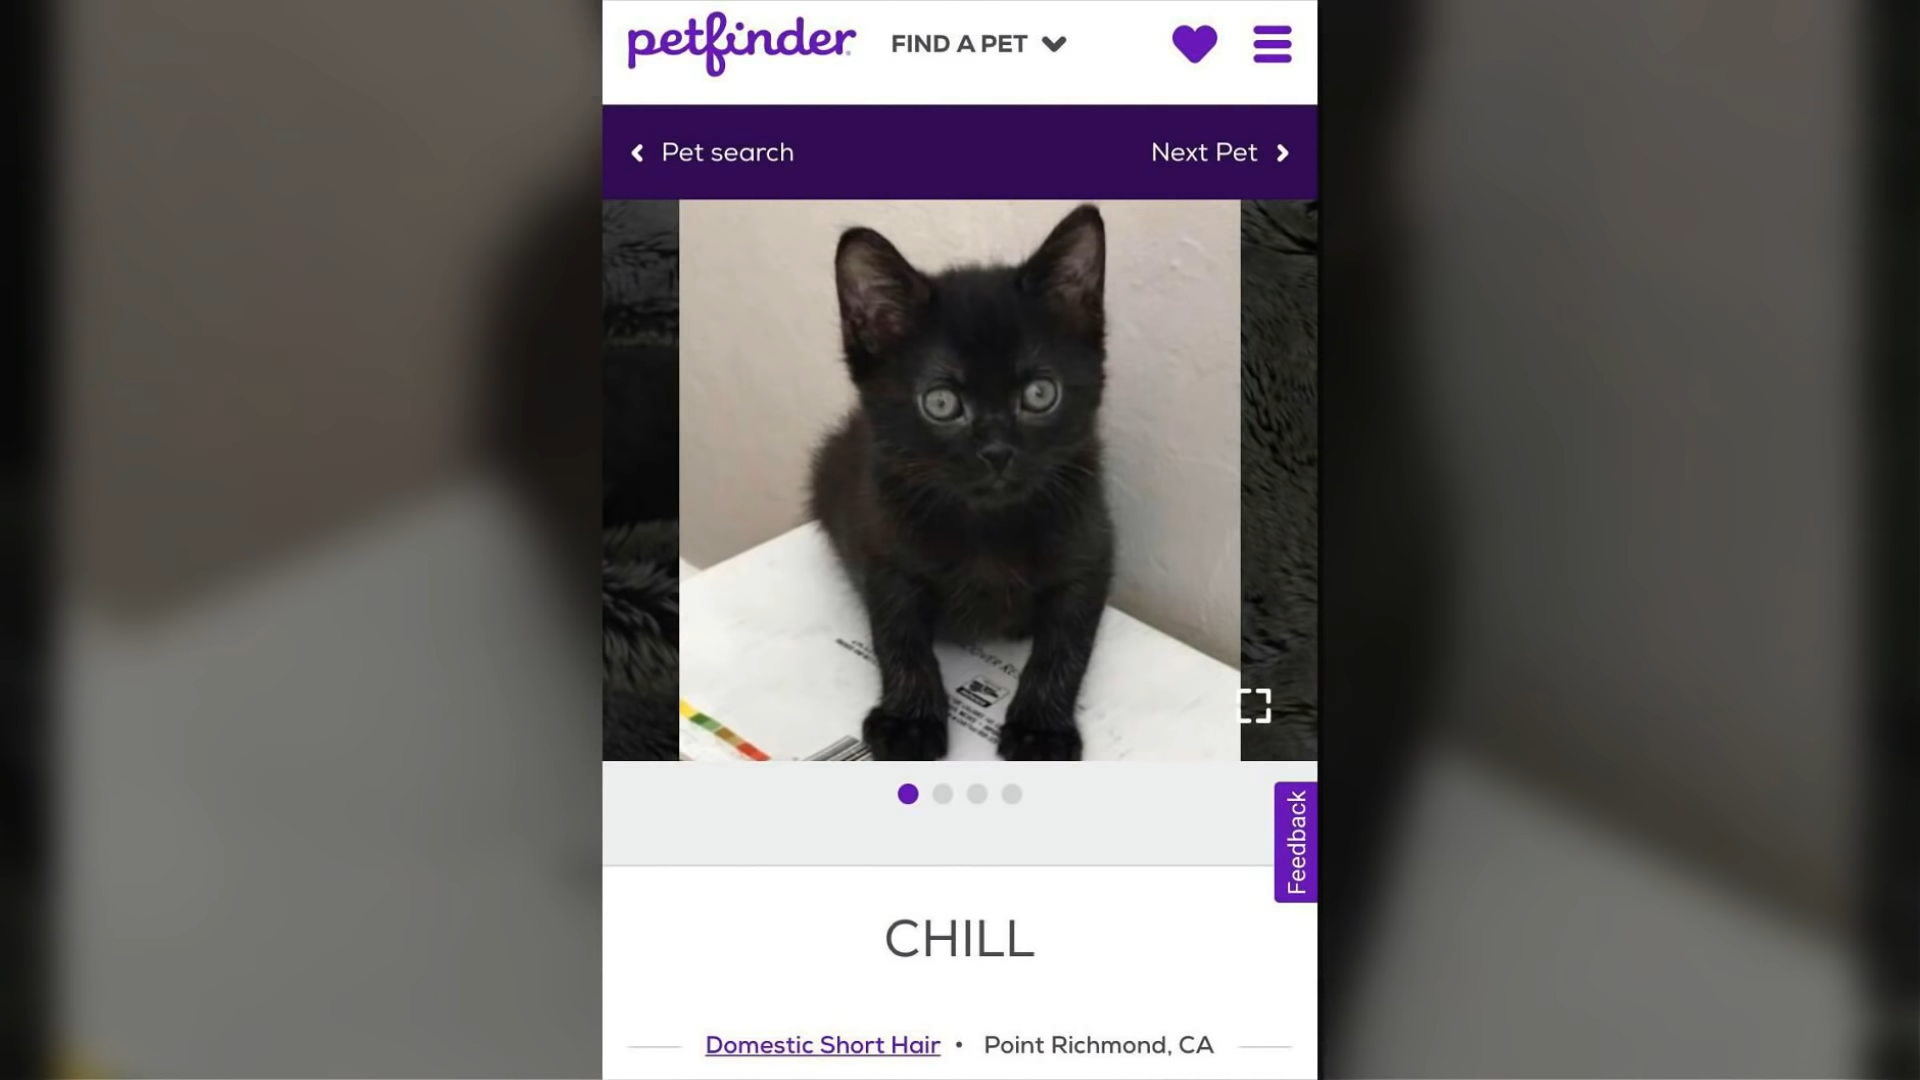 petfinder
FIND A PET
Pet search
Next Pet
Feedback
CHILL
Domestic Short Hair • Point Richmond, CA